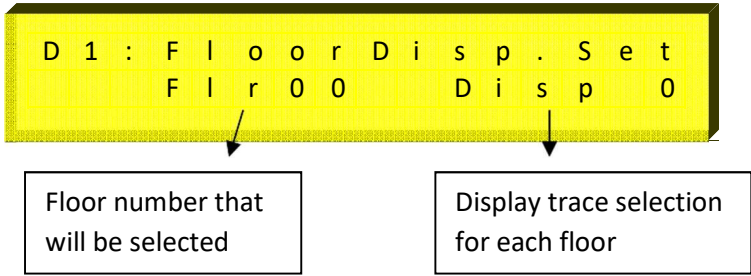 D1:FloorDisp.Set
Flr00 Disp 0
Floor number that
will be selected
Display trace selection
for each floor